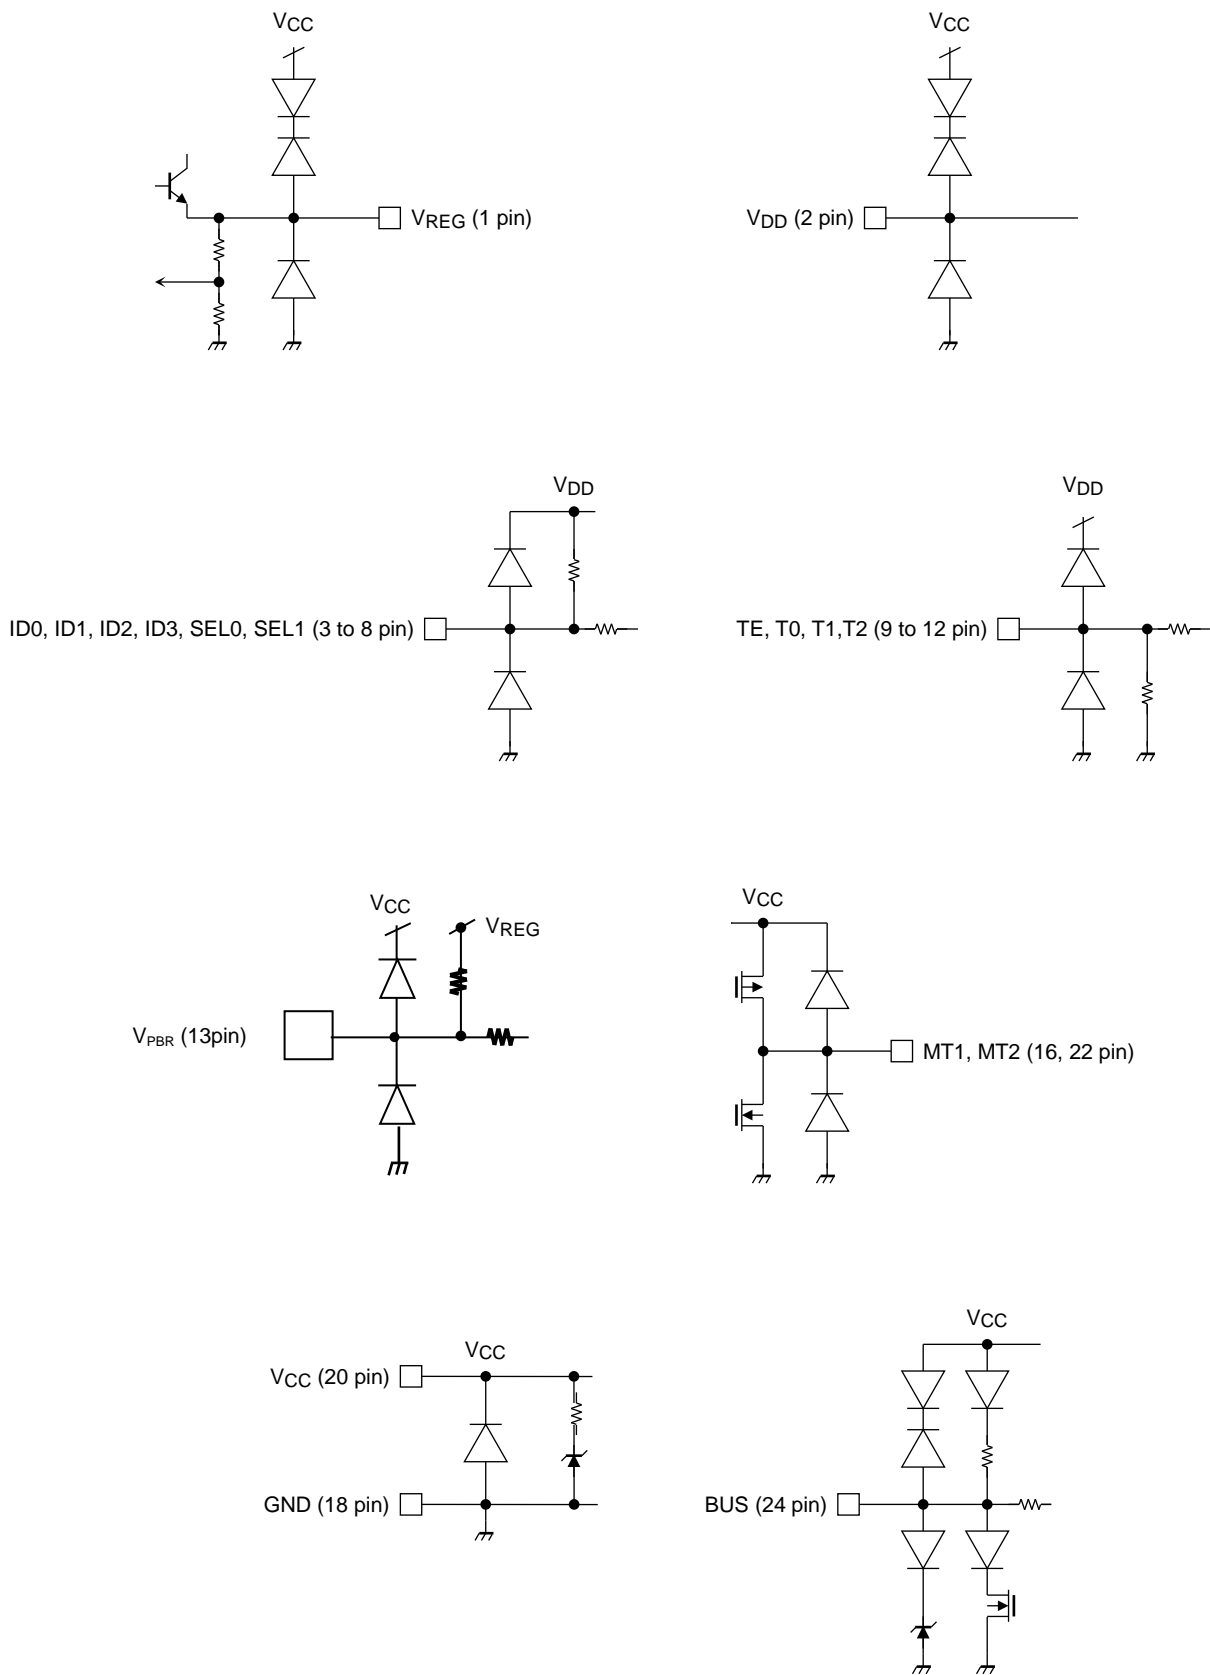 VCC
VCC
VREG (1 pin)
VDD (2 pin)
VDD
VDD
ID0, ID1, ID2, ID3, SEL0, SEL1 (3 to 8 pin)
TE, T0, T1,T2 (9 to 12 pin)
VCC
VREG
VCC
VPBR (13pin)
MT1, MT2 (16, 22 pin)
VCC
VCC
VCC (20 pin)
GND (18 pin)
BUS (24 pin)